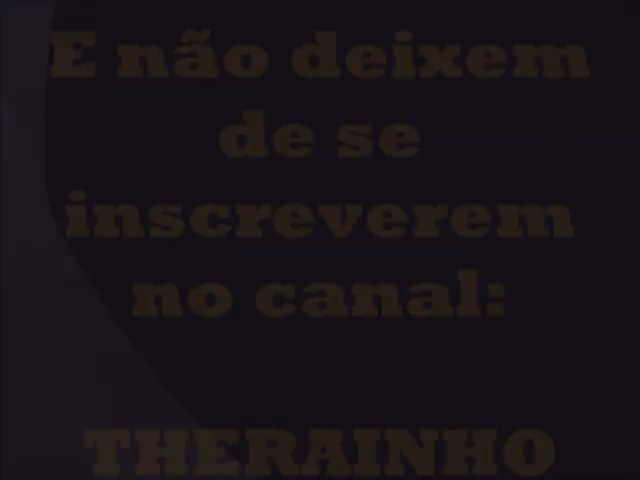 E não deixem
de se
inscreverem
no canal:
THERAINHO